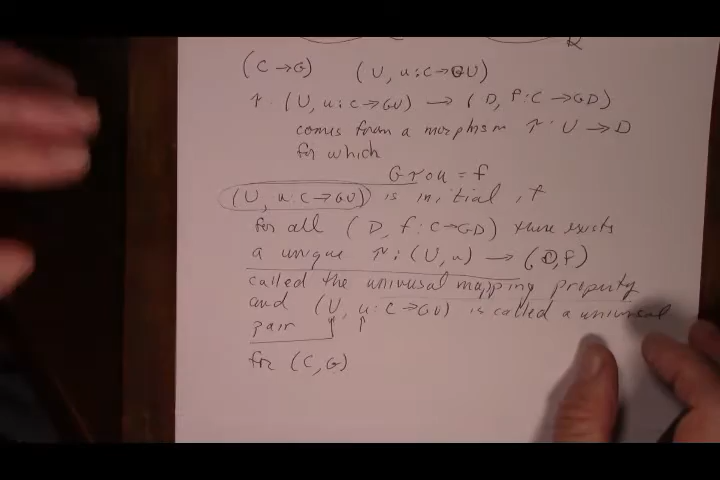 (C → G) (U, u : C → GU)
r : (U, u : C → GU) → (D, f : C → GD)
comes from a morphism r : U → D
for which
G r o u = f
(U, u : C → GU) is initial, if
for all (D, f : C → GD) there exists
a unique r : (U, u) → (D, f)
called the universal mapping property
and (U, u : C → GU) is called a universal
pair
for (C, G)